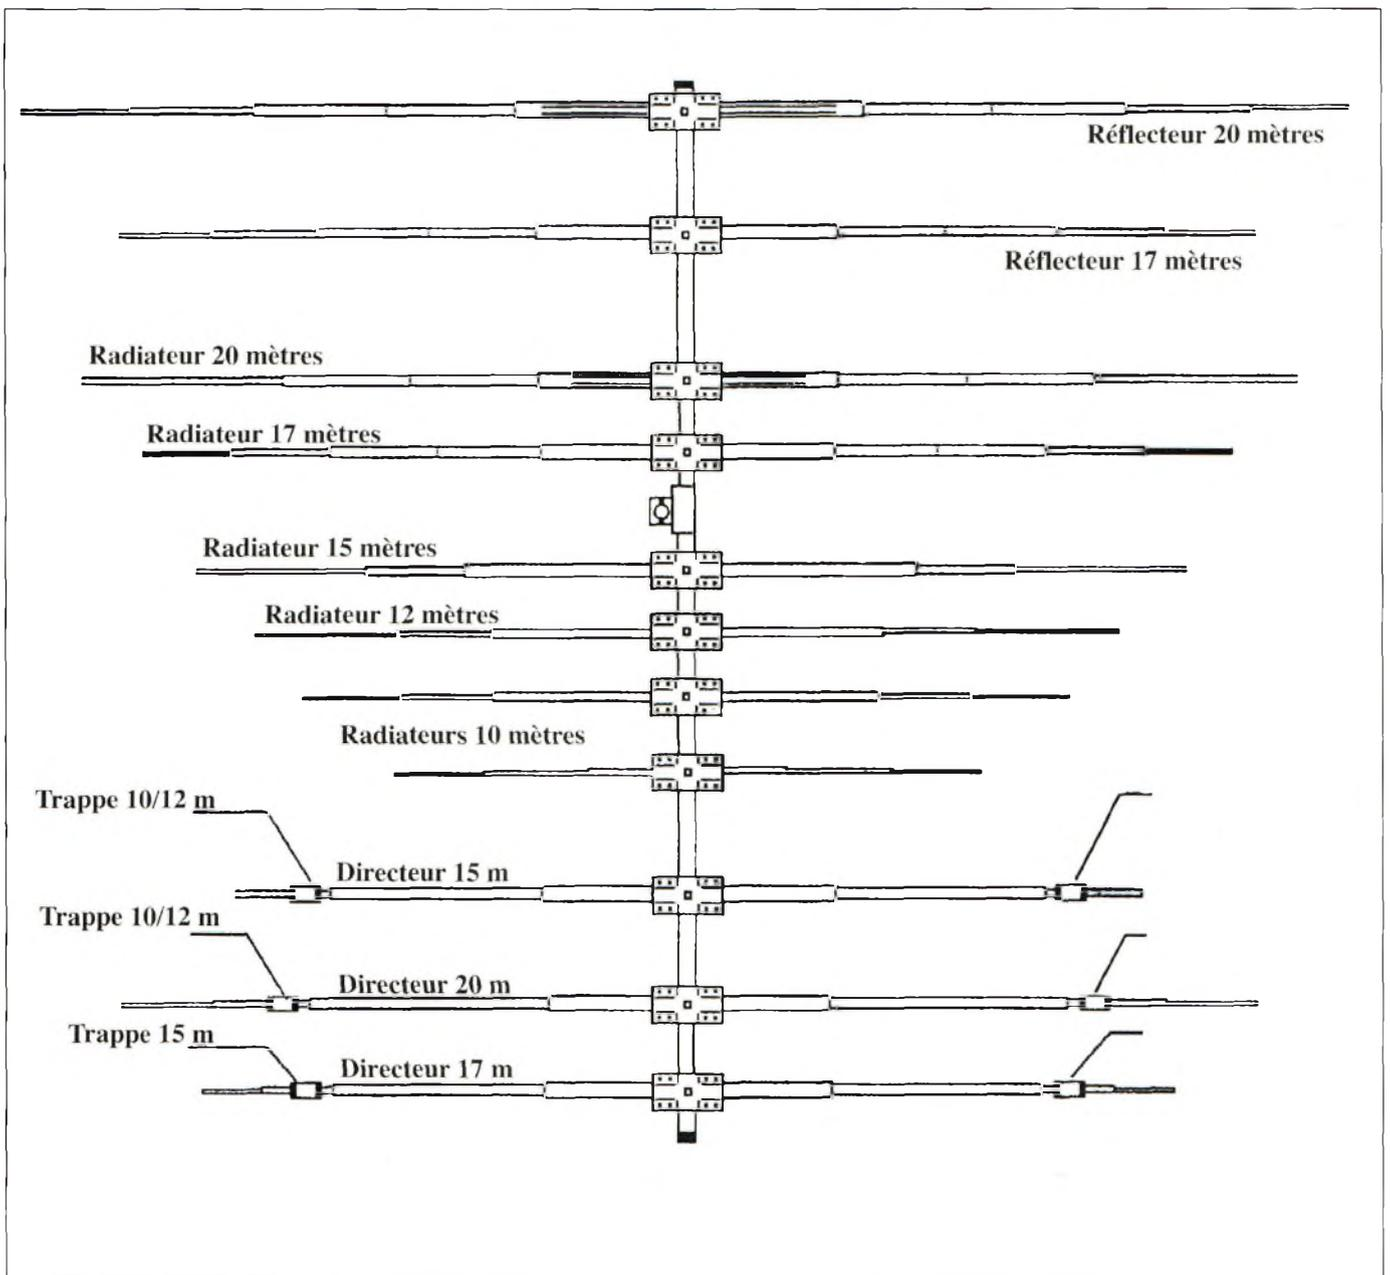 Réflecteur 20 mètres
Réflecteur 17 mètres
Radiateur 20 mètres
Radiateur 17 mètres
Radiateur 15 mètres
Radiateur 12 mètres
Radiateurs 10 mètres
Trappe 10/12 m
Directeur 15 m
Trappe 10/12 m
Directeur 20 m
Trappe 15 m
Directeur 17 m